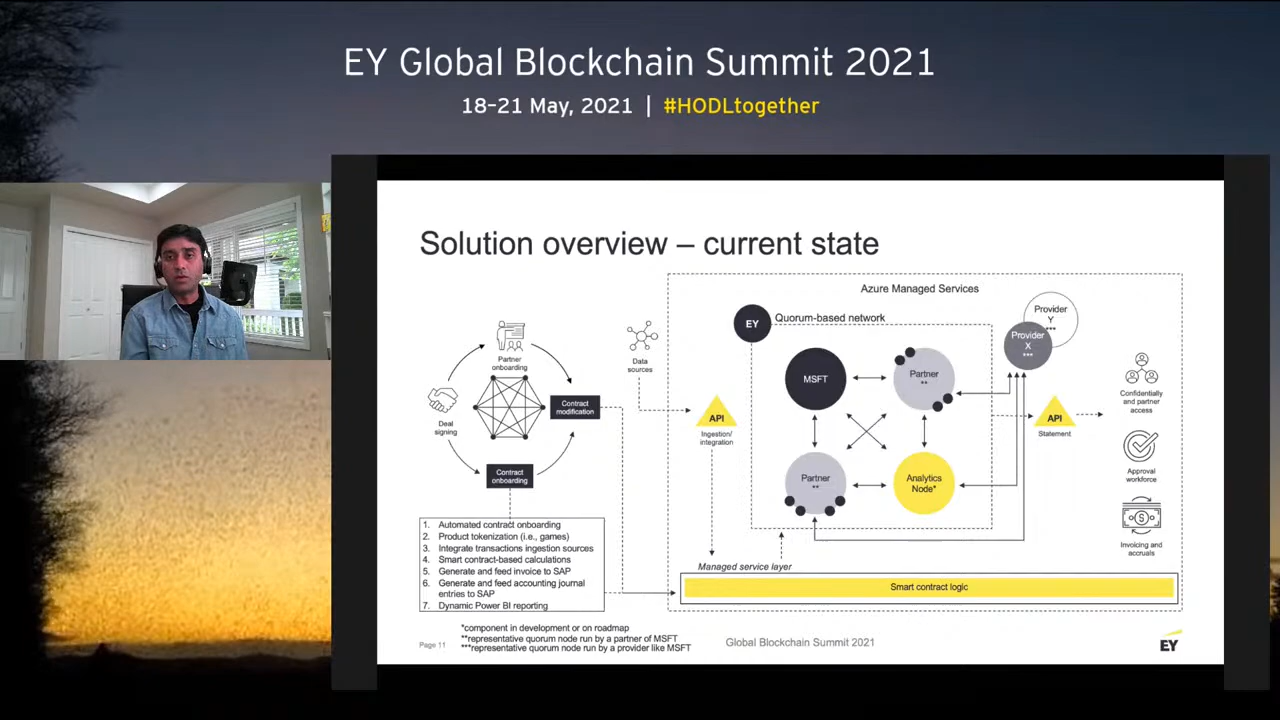 EY Global Blockchain Summit 2021
18–21 May, 2021 | #HODLtogether
Solution overview – current state
Azure Managed Services
EY
Quorum-based network
Provider
Y
***
Provider
X
***
Partner
onboarding
Data
sources
MSFT
Partner
**
Confidentially
and partner
access
Deal
signing
Contract
modification
API
Ingestion/
integration
API
Statement
Contract
onboarding
Partner
**
Analytics
Node*
Approval
workforce
Invoicing and
accruals
1. Automated contract onboarding
2. Product tokenization (i.e., games)
3. Integrate transactions ingestion sources
4. Smart contract-based calculations
5. Generate and feed invoice to SAP
6. Generate and feed accounting journal
entries to SAP
7. Dynamic Power BI reporting
Managed service layer
Smart contract logic
*component in development or on roadmap
**representative quorum node run by a partner of MSFT
***representative quorum node run by a provider like MSFT
Page 11
Global Blockchain Summit 2021
EY